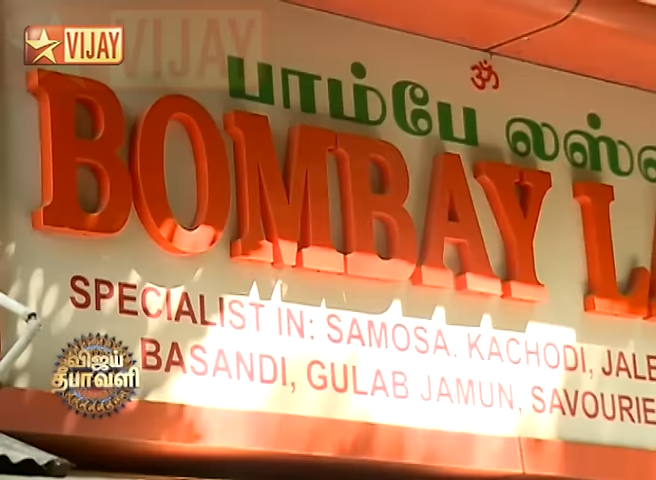 VIJAY
VIJAY
ॐ
பாம்பே லஸ்
BOMBAY L
SPECIALIST IN: SAMOSA. KACHODI, JALE
BASANDI, GULAB JAMUN, SAVOURIE
விஜய்
தீபாவளி